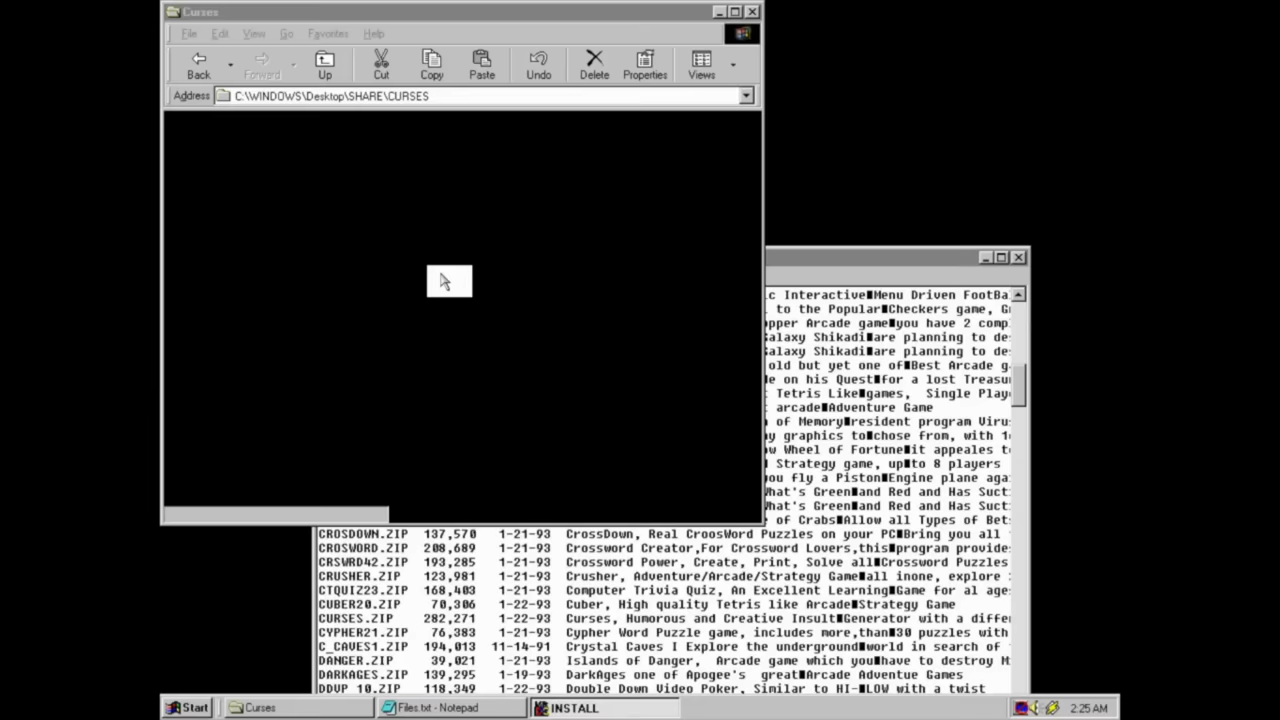 Curses
File Edit View Go Favorites Help
Back Forward Up Cut Copy Paste Undo Delete Properties Views
Address C:\WINDOWS\Desktop\SHARE\CURSES
c Interactive■Menu Driven FootBa
to the Popular■Checkers game, G
pper Arcade game■you have 2 comp
Galaxy Shikadi■are planning to de
Galaxy Shikadi■are planning to de
old but yet one of■Best Arcade g
e on his Quest■for a lost Treasu
t Tetris Like■games, Single Play
t arcade■Adventure Game
n of Memory■resident program Viru
y graphics to■chose from, with 1
w Wheel of Fortune■it appeales t
Strategy game, up■to 8 players
you fly a Piston■Engine plane aga
What's Green■and Red and Has Suct
What's Green■and Red and Has Suct
r of Crabs■Allow all Types of Bet
CROSDOWN.ZIP 137,570 1-21-93 CrossDown, Real CroosWord Puzzles on your PC■Bring you all
CROSWORD.ZIP 208,689 1-21-93 Crossword Creator,For Crossword Lovers,this■program provide
CRSWRD42.ZIP 193,285 1-21-93 Crossword Power, Create, Print, Solve all■Crossword Puzzles
CRUSHER.ZIP 123,981 1-21-93 Crusher, Adventure/Arcade/Strategy Game■all inone, explore
CTQUIZ23.ZIP 168,403 1-21-93 Computer Trivia Quiz, An Excellent Learning■Game for al age
CUBER20.ZIP 70,306 1-22-93 Cuber, High quality Tetris like Arcade■Strategy Game
CURSES.ZIP 282,271 1-22-93 Curses, Humorous and Creative Insult■Generator with a diffe
CYPHER21.ZIP 76,383 1-21-93 Cypher Word Puzzle game, includes more,than■30 puzzles with
C_CAVES1.ZIP 194,013 11-14-91 Crystal Caves I Explore the underground■world in search of
DANGER.ZIP 39,021 1-21-93 Islands of Danger, Arcade game which you■have to destroy M
DARKAGES.ZIP 139,295 1-19-93 DarkAges one of Apogee's great■Arcade Adventue Games
DDVP_10.ZIP 118,349 1-22-93 Double Down Video Poker, Similar to HI-■LOW with a twist
Start Curses Files.txt - Notepad INSTALL 2:25 AM